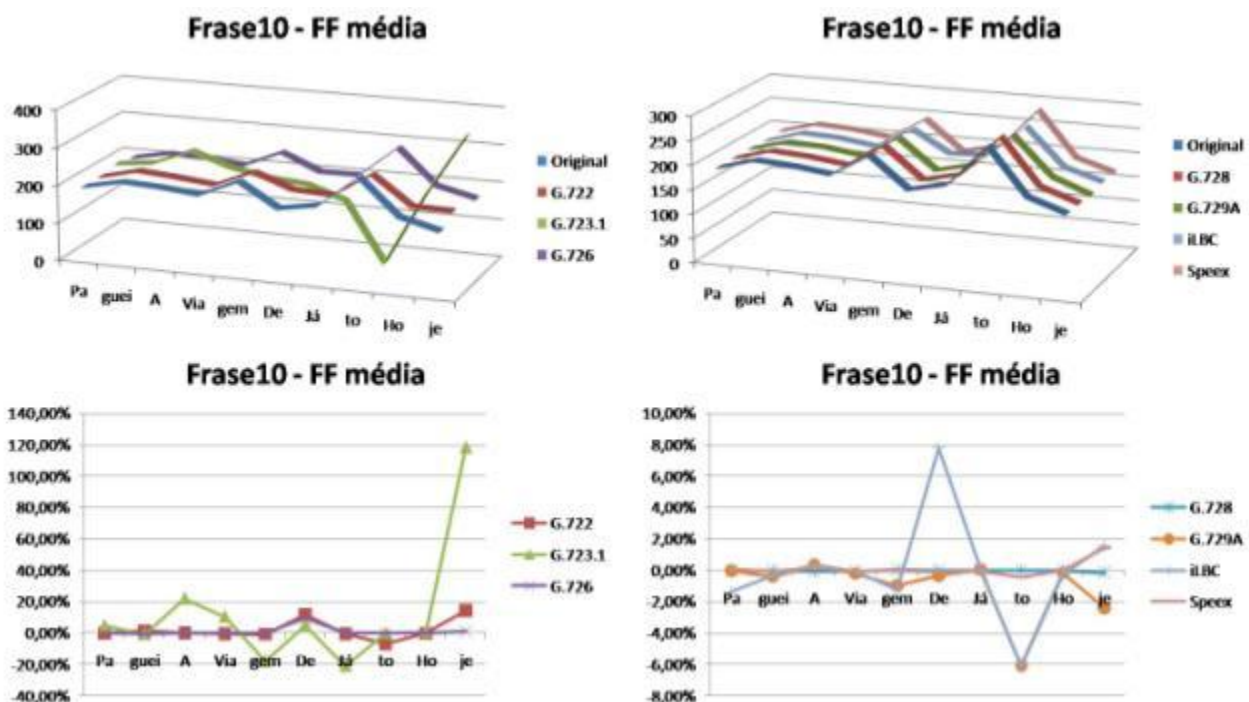 Frase10 - FF média
400
300
200
100
0
Pa guei A Via gem De Já to Ho je
Original
G.722
G.723.1
G.726
Frase10 - FF média
300
250
200
150
100
50
0
Pa guei A Via gem De Já to Ho je
Original
G.728
G.729A
iLBC
Speex
Frase10 - FF média
140,00%
120,00%
100,00%
80,00%
60,00%
40,00%
20,00%
0,00%
-20,00%
-40,00%
Pa guei A Via gem De Já to Ho je
G.722
G.723.1
G.726
Frase10 - FF média
10,00%
8,00%
6,00%
4,00%
2,00%
0,00%
-2,00%
-4,00%
-6,00%
-8,00%
Pa guei A Via gem De Já to Ho je
G.728
G.729A
iLBC
Speex